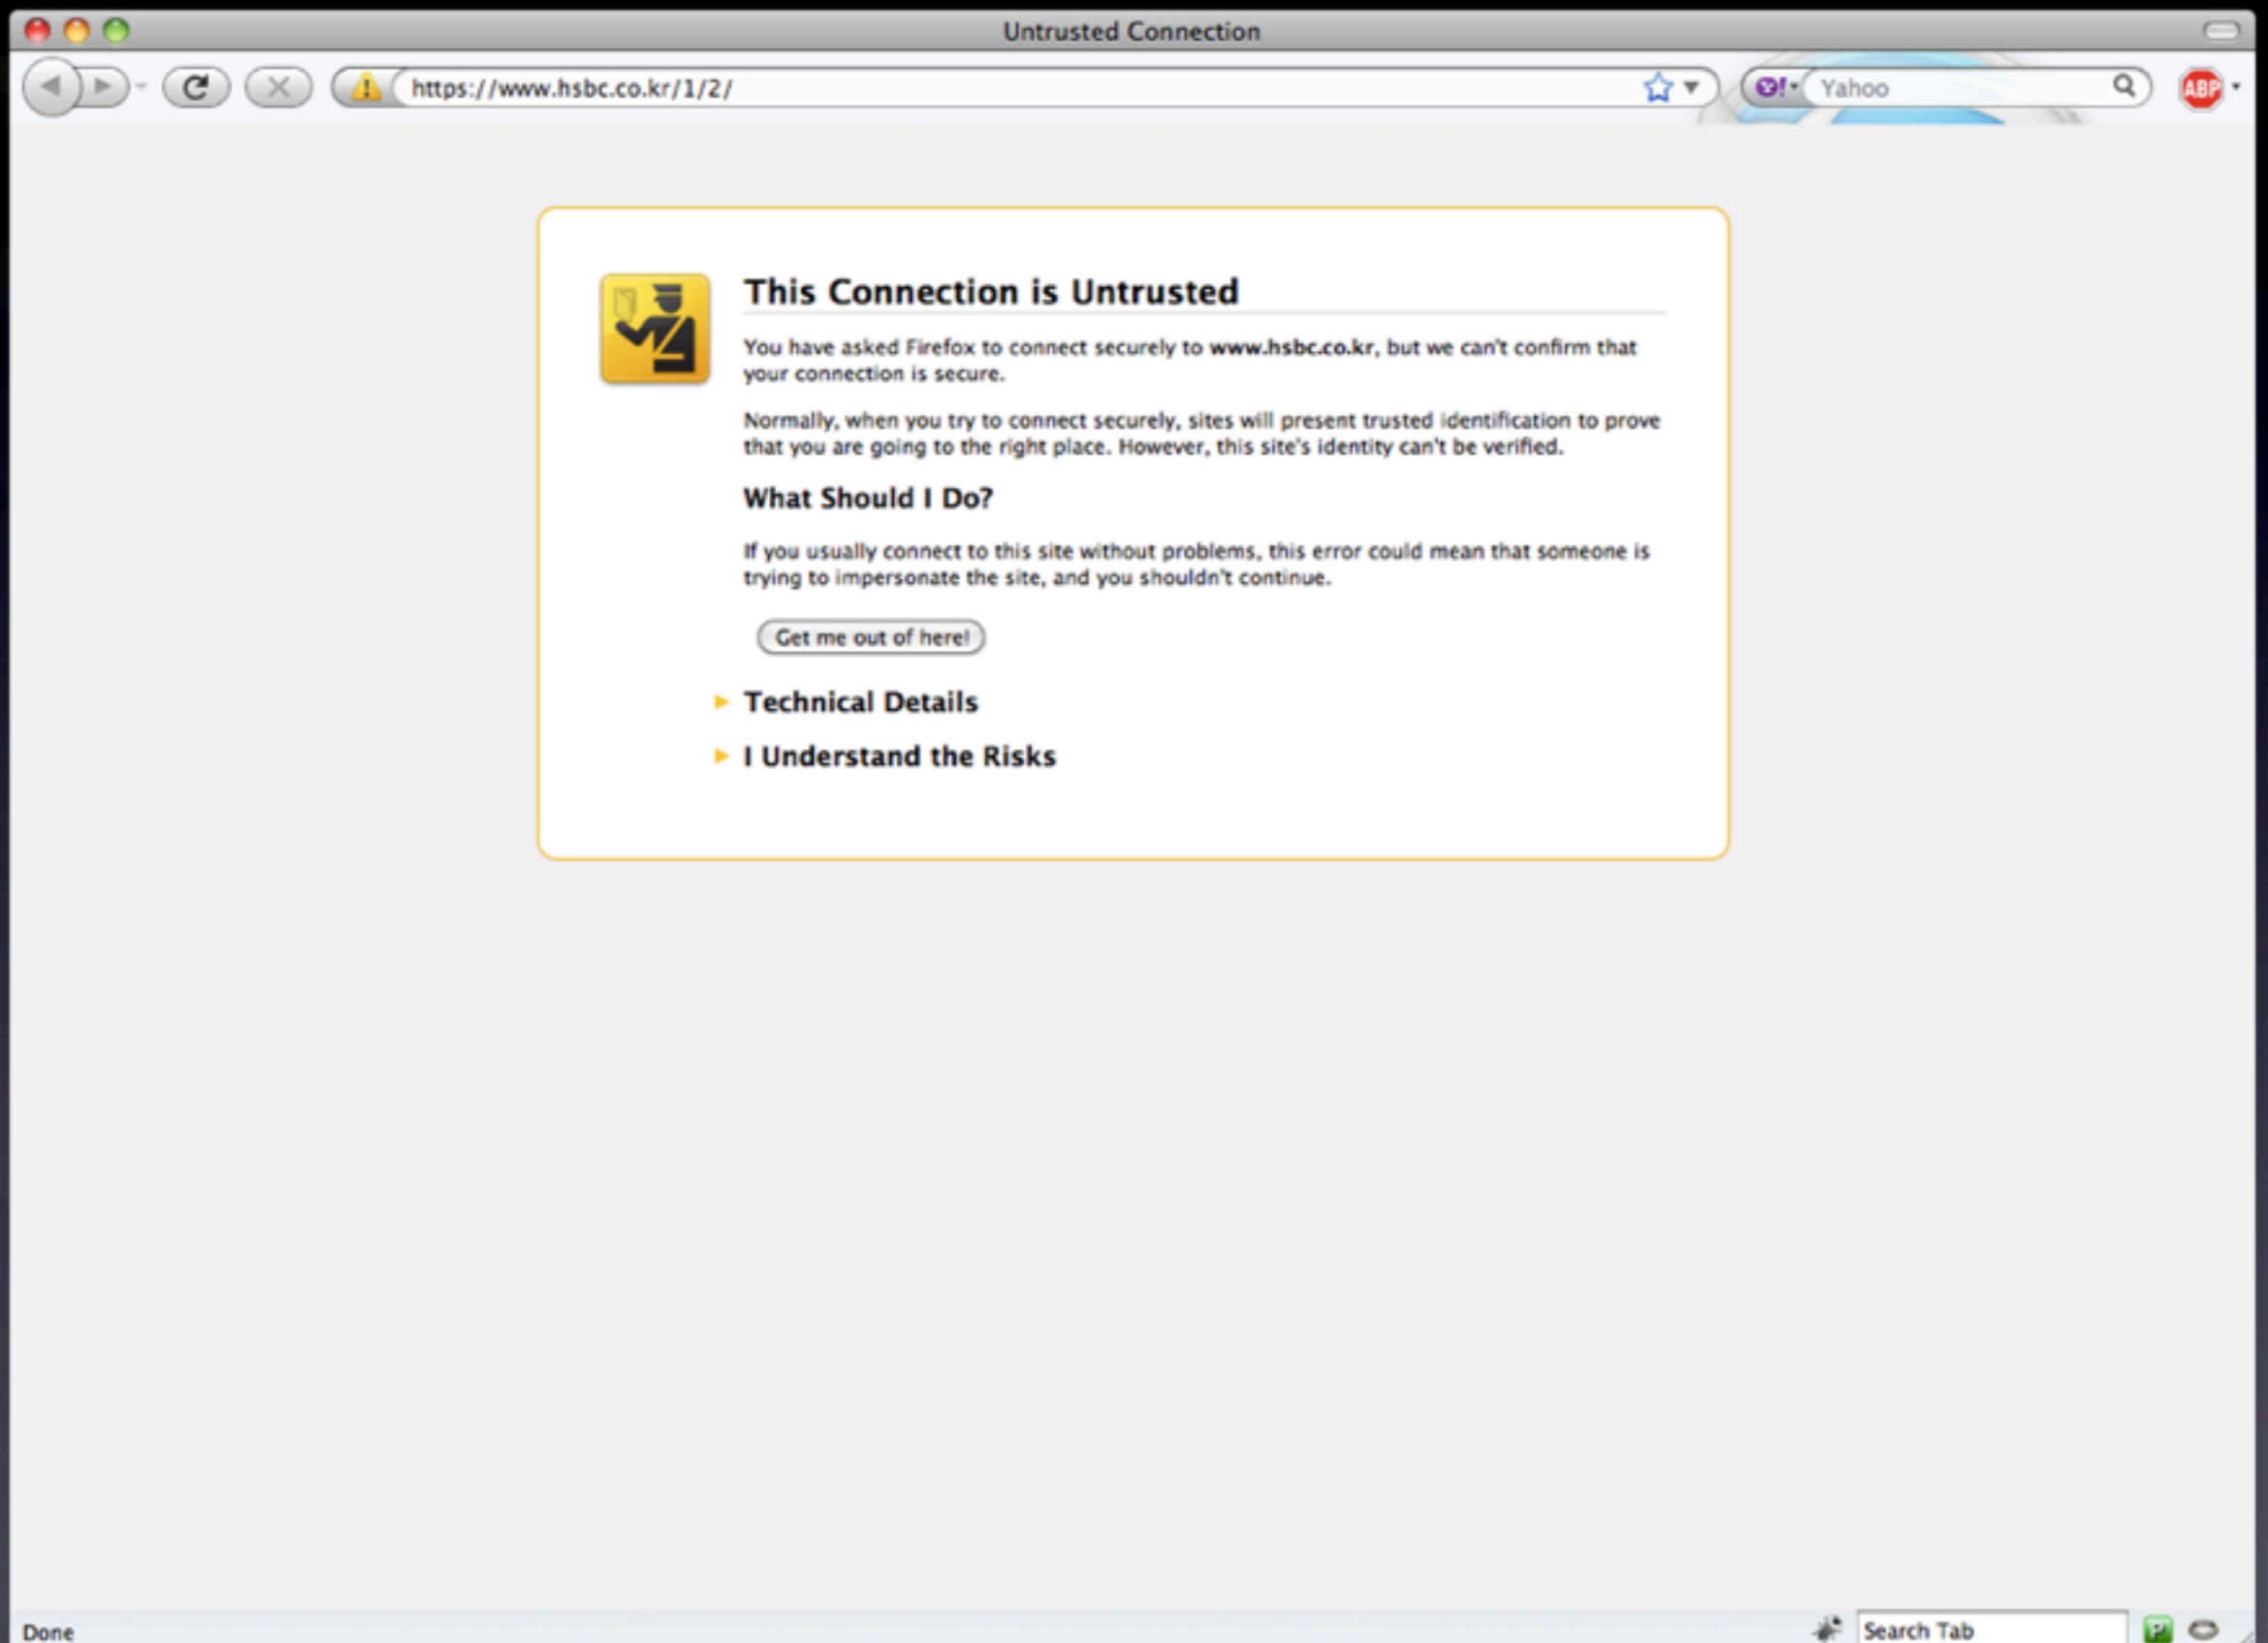 Untrusted Connection
https://www.hsbc.co.kr/1/2/
Yahoo
ABP
This Connection is Untrusted
You have asked Firefox to connect securely to www.hsbc.co.kr, but we can't confirm that
your connection is secure.
Normally, when you try to connect securely, sites will present trusted identification to prove
that you are going to the right place. However, this site's identity can't be verified.
What Should I Do?
If you usually connect to this site without problems, this error could mean that someone is
trying to impersonate the site, and you shouldn't continue.
Get me out of here!
Technical Details
I Understand the Risks
Done
Search Tab